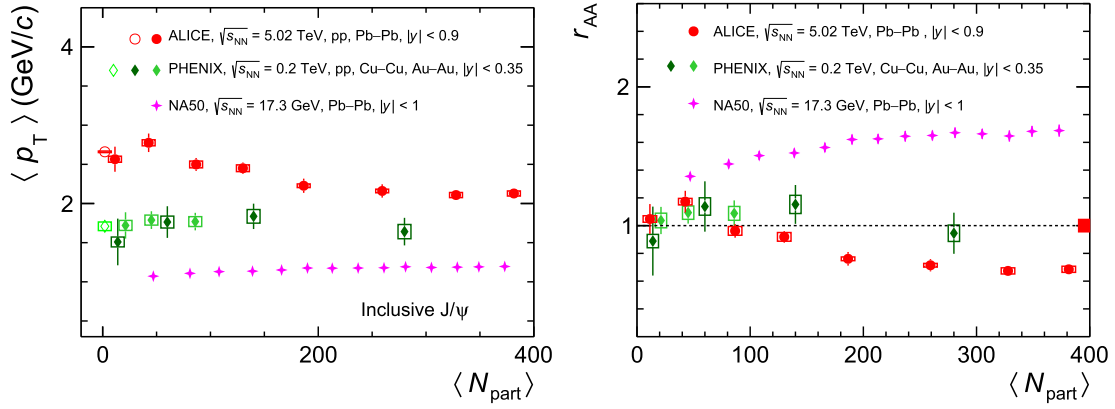 ⟨ p_T ⟩ (GeV/c)
4
2
ALICE, √s_NN = 5.02 TeV, pp, Pb–Pb, |y| < 0.9
PHENIX, √s_NN = 0.2 TeV, pp, Cu–Cu, Au–Au, |y| < 0.35
NA50, √s_NN = 17.3 GeV, Pb–Pb, |y| < 1
Inclusive J/ψ
0 200 400
⟨ N_part ⟩
r_AA
2
1
ALICE, √s_NN = 5.02 TeV, Pb–Pb , |y| < 0.9
PHENIX, √s_NN = 0.2 TeV, Cu–Cu, Au–Au, |y| < 0.35
NA50, √s_NN = 17.3 GeV, Pb–Pb, |y| < 1
0 100 200 300 400
⟨ N_part ⟩